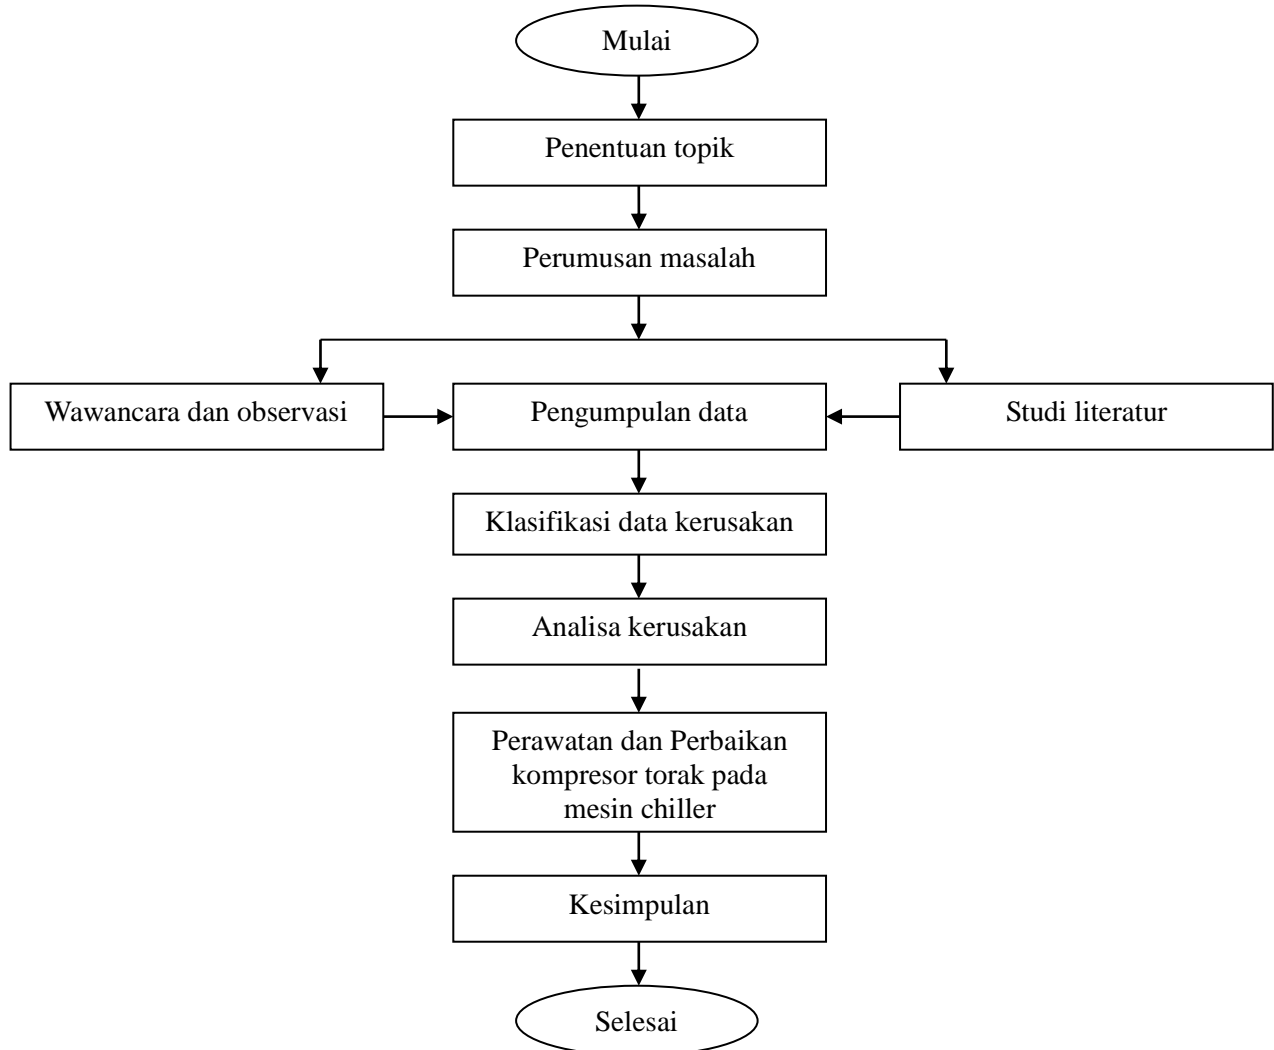 Mulai
Penentuan topik
Perumusan masalah
Wawancara dan observasi
Pengumpulan data
Studi literatur
Klasifikasi data kerusakan
Analisa kerusakan
Perawatan dan Perbaikan
kompresor torak pada
mesin chiller
Kesimpulan
Selesai